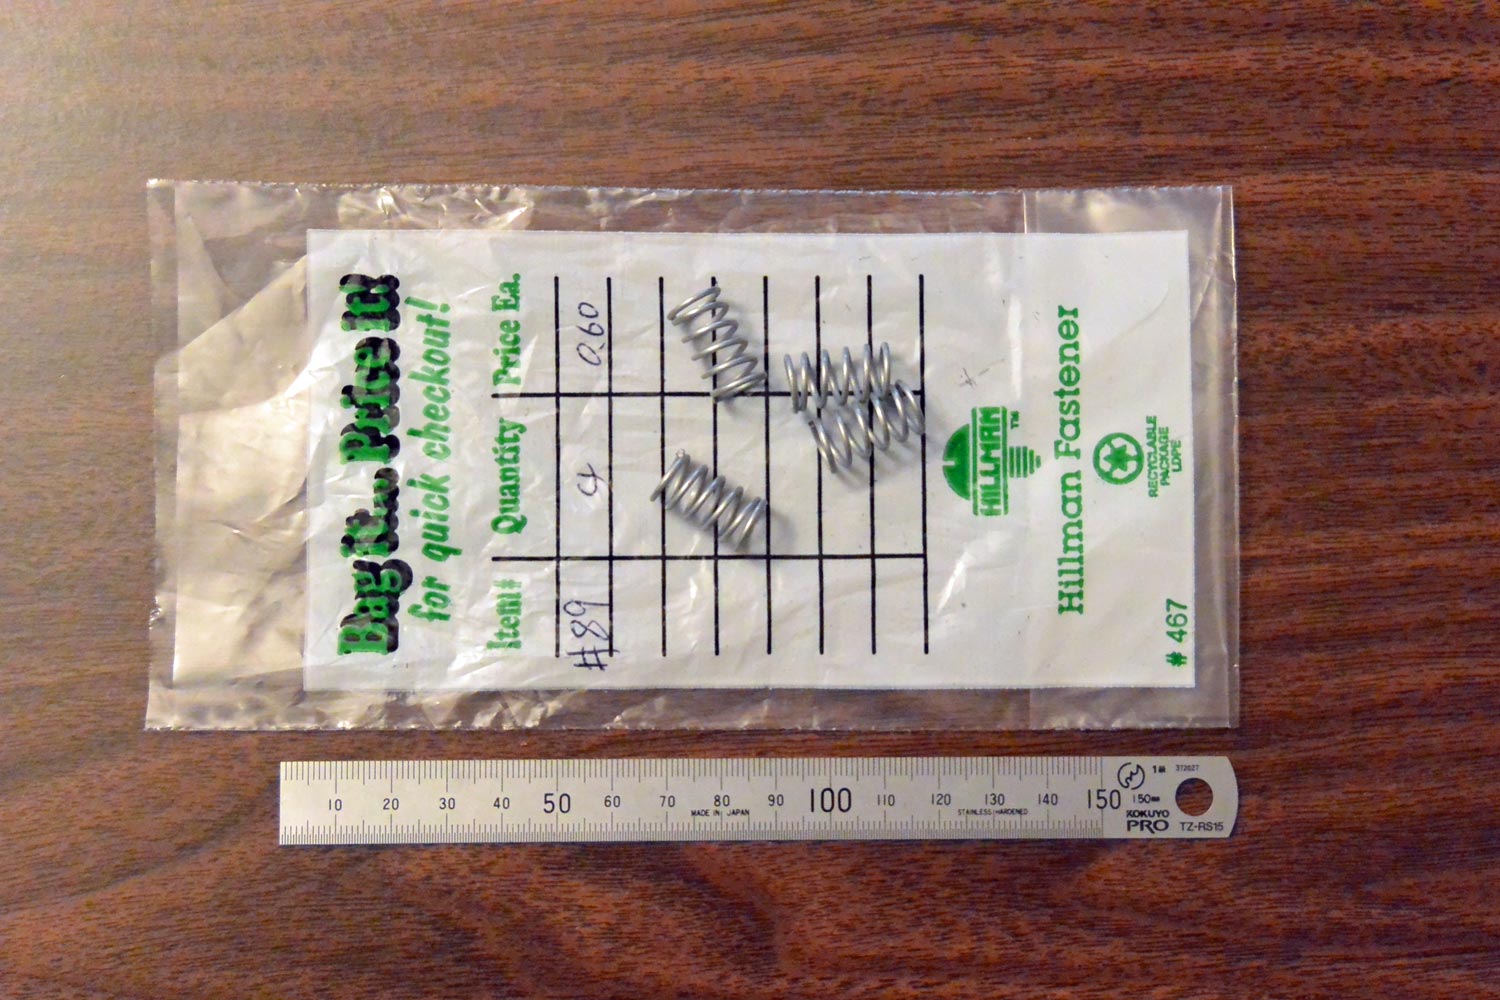 Bag it... Price it!
for quick checkout!
Item# Quantity Price Ea.
#89 4 0.60
HILLMAN™
Hillman Fastener
RECYCLABLE
PACKAGE
LDPE
# 467
10 20 30 40 50 60 70 80 90 100 110 120 130 140 150
MADE IN JAPAN
STAINLESS HARDENED
150mm
KOKUYO
PRO TZ-RS15